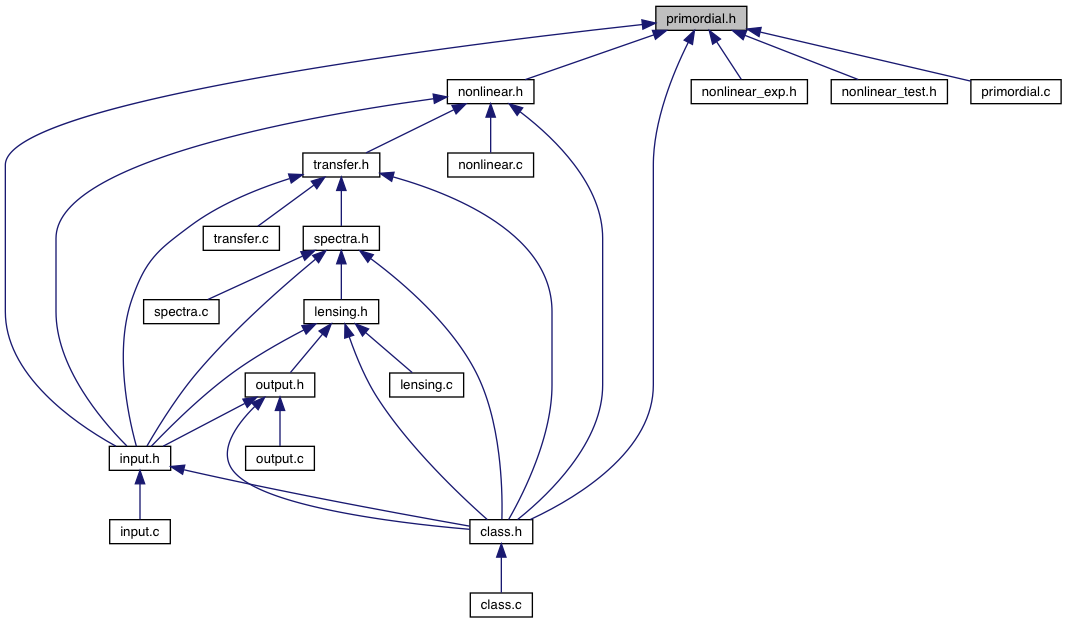 primordial.h
nonlinear.h
nonlinear_exp.h
nonlinear_test.h
primordial.c
transfer.h
nonlinear.c
transfer.c
spectra.h
spectra.c
lensing.h
output.h
lensing.c
input.h
output.c
input.c
class.h
class.c